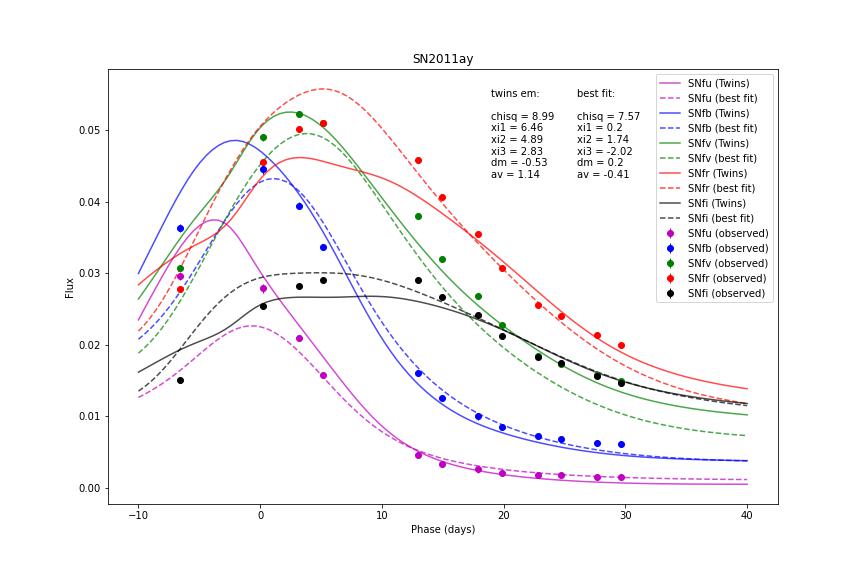 SN2011ay
twins em:
chisq = 8.99
xi1 = 6.46
xi2 = 4.89
xi3 = 2.83
dm = -0.53
av = 1.14
best fit:
chisq = 7.57
xi1 = 0.2
xi2 = 1.74
xi3 = -2.02
dm = 0.2
av = -0.41
SNfu (Twins)
SNfu (best fit)
SNfb (Twins)
SNfb (best fit)
SNfv (Twins)
SNfv (best fit)
SNfr (Twins)
SNfr (best fit)
SNfi (Twins)
SNfi (best fit)
SNfu (observed)
SNfb (observed)
SNfv (observed)
SNfr (observed)
SNfi (observed)
Flux
0.05
0.04
0.03
0.02
0.01
0.00
−10
0
10
20
30
40
Phase (days)